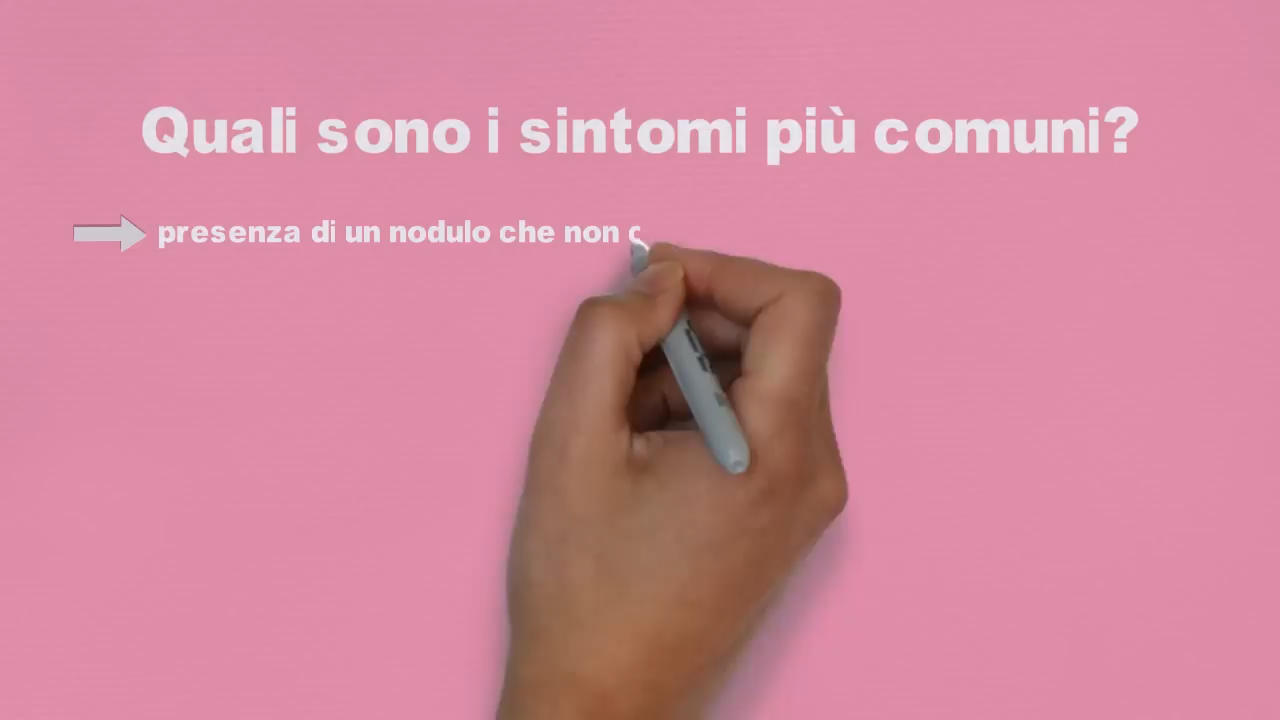 Quali sono i sintomi più comuni?
presenza di un nodulo che non